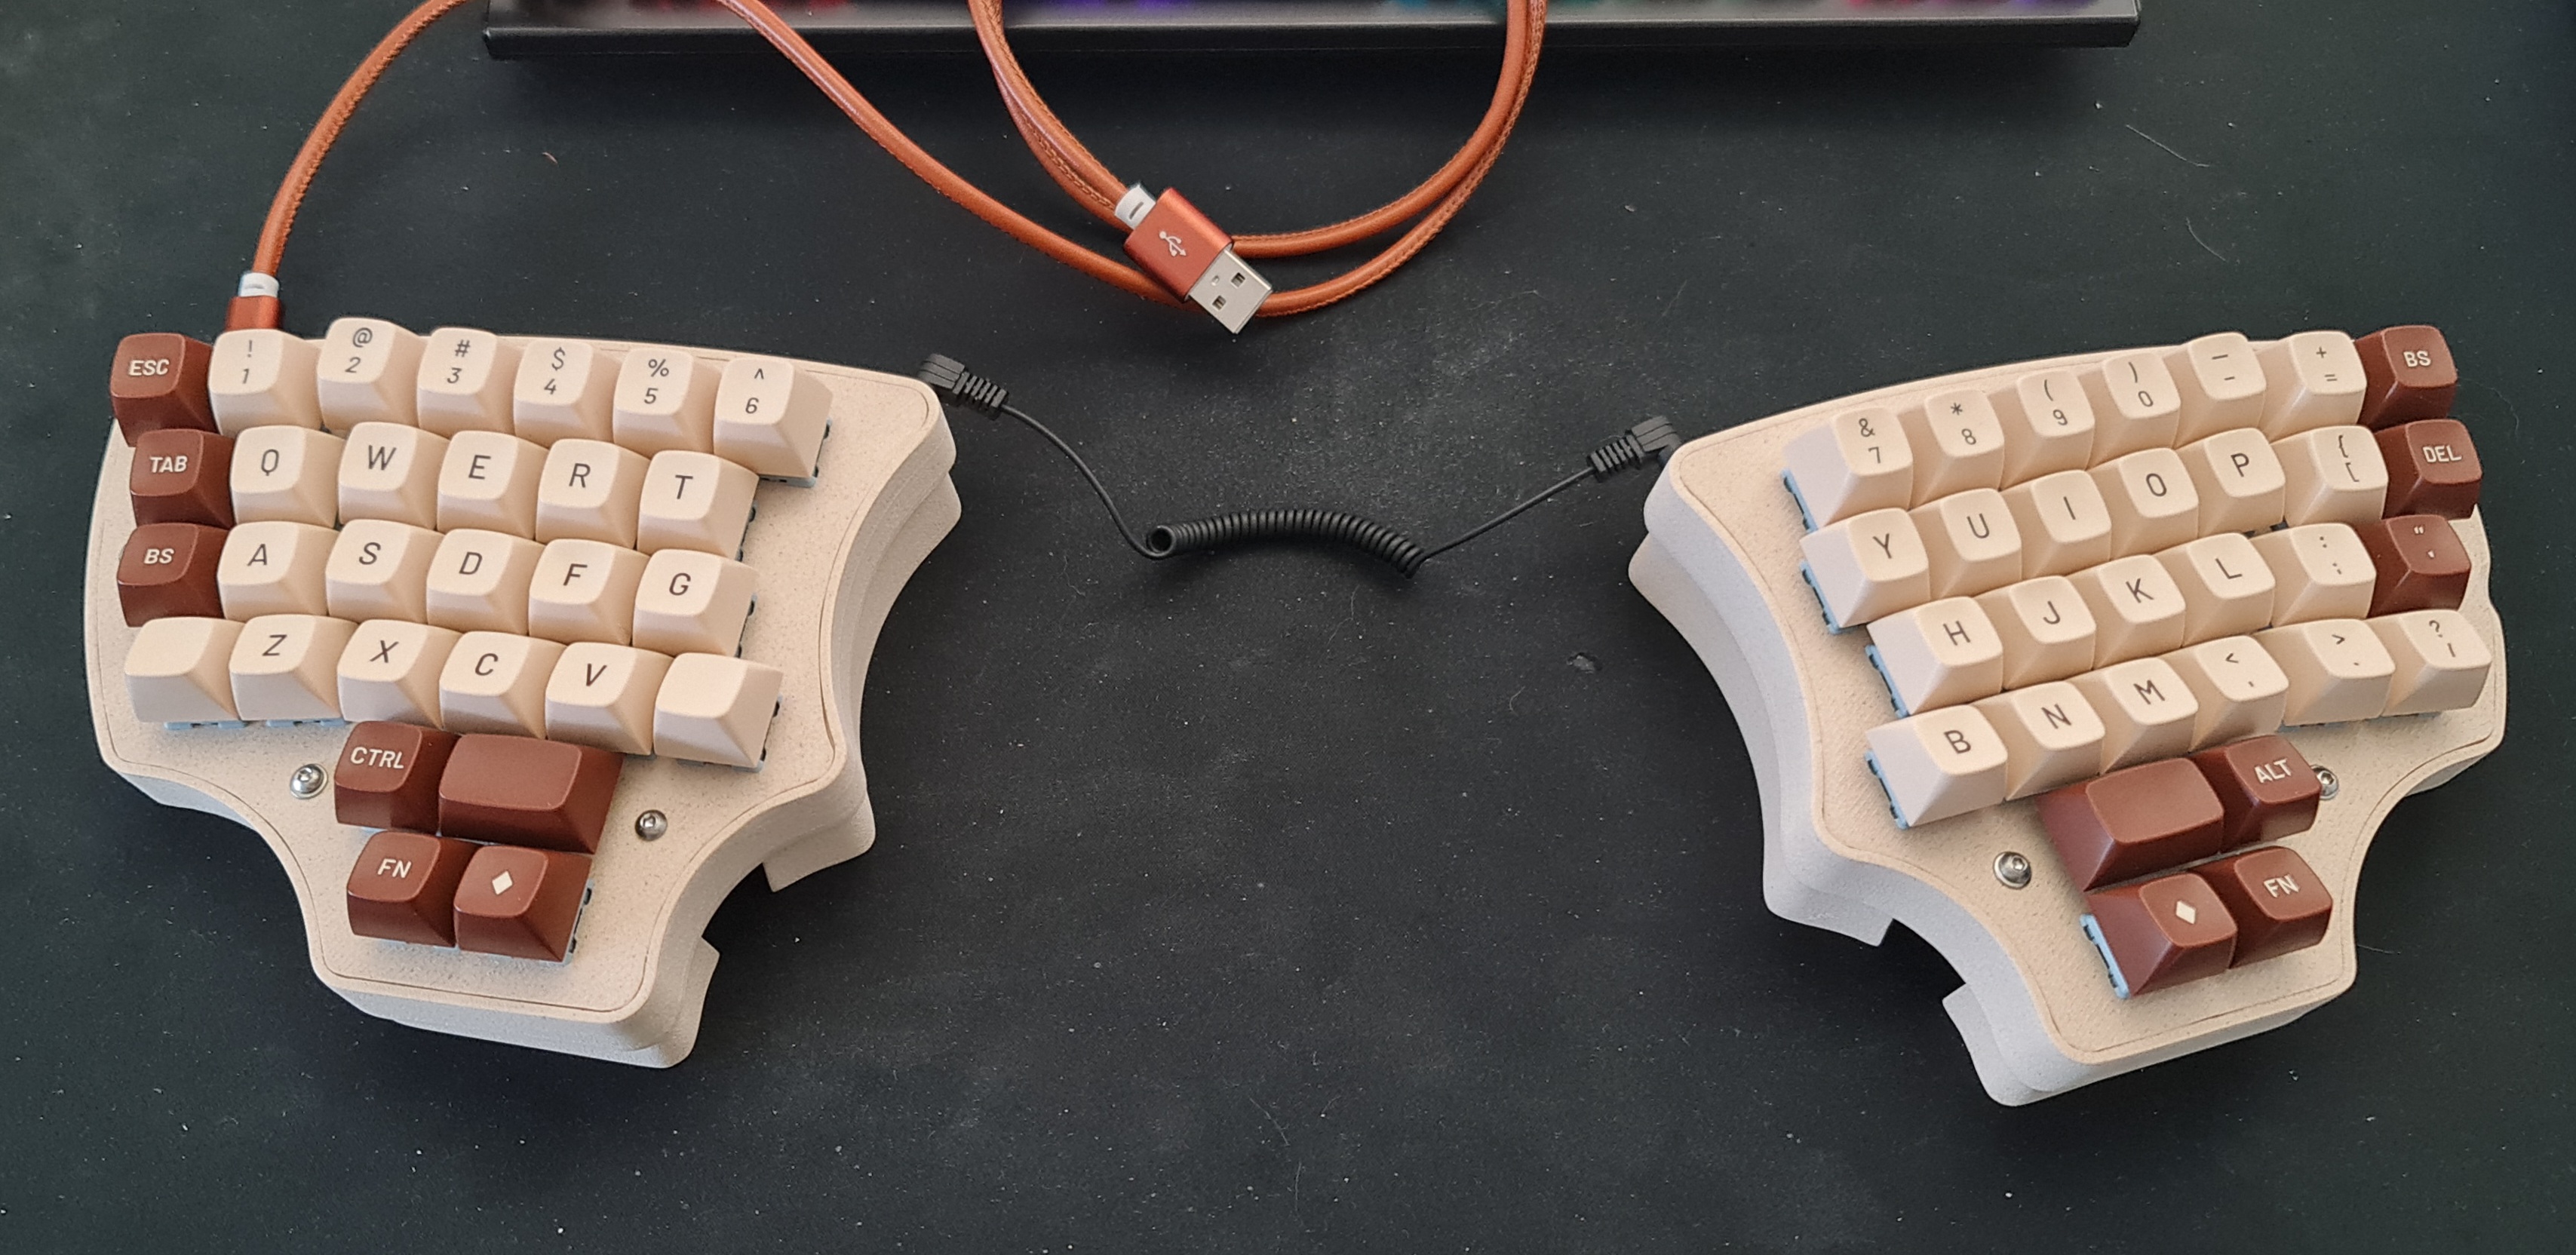 ESC ! 1 @ 2 # 3 $ 4 % 5 ^ 6
TAB Q W E R T
BS A S D F G
Z X C V
CTRL
FN ◆
& 7 * 8 ( 9 ) 0 — - + = BS
Y U I O P { [ DEL
H J K L : ; " '
B N M < , > . ? /
ALT
◆ FN